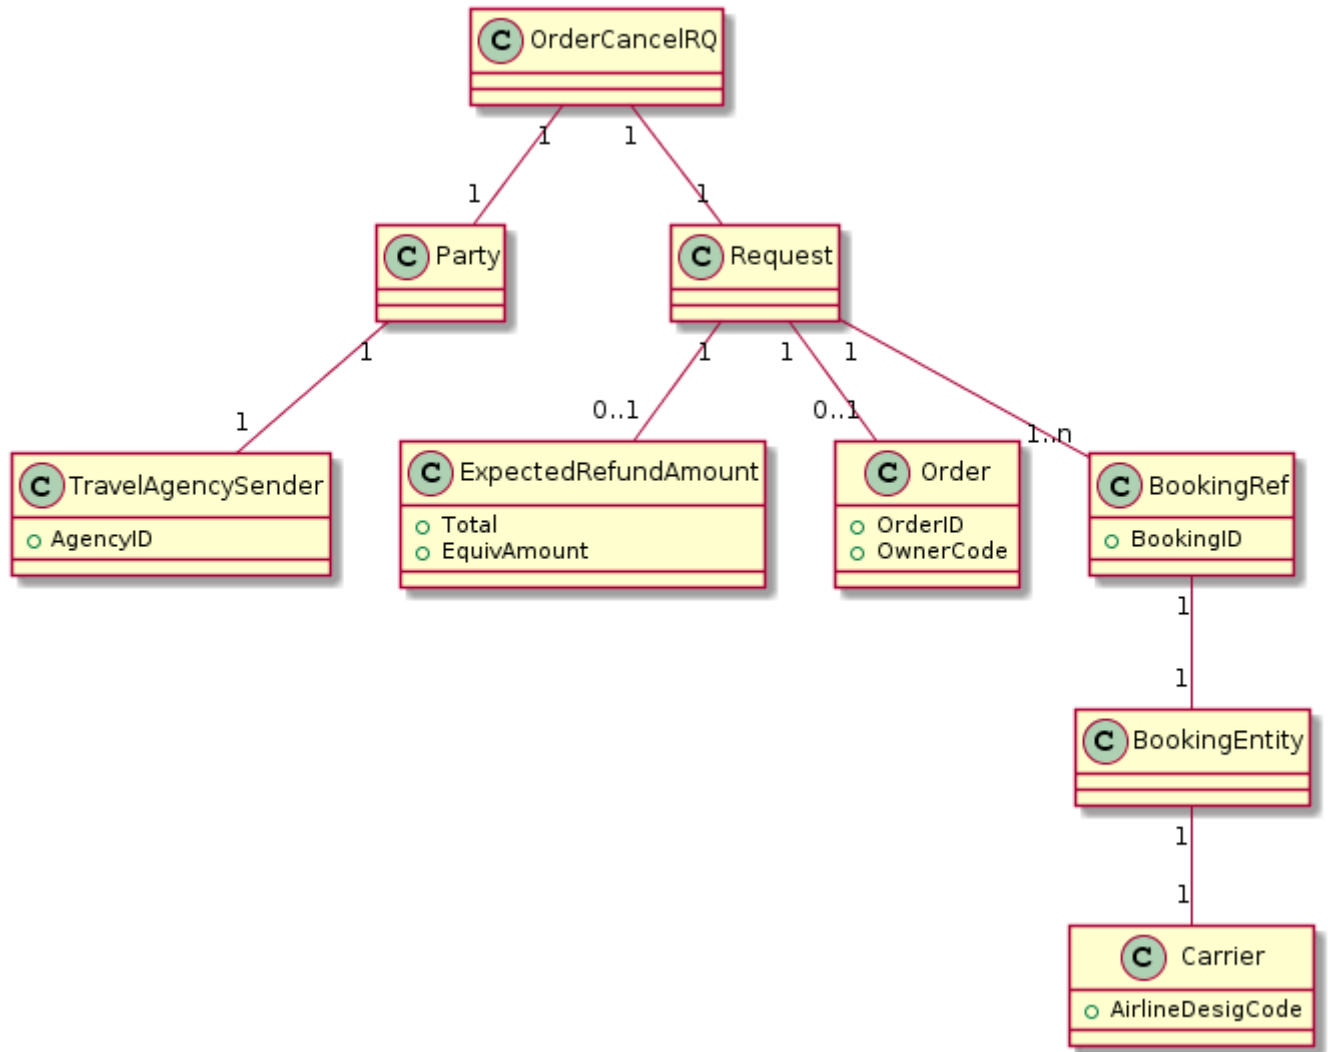 C OrderCancelRQ
1 1
1 1
C Party
C Request
1 1 1 1
0..1 0..1
1 1..n
C TravelAgencySender
AgencyID
C ExpectedRefundAmount
Total
EquivAmount
C Order
OrderID
OwnerCode
C BookingRef
BookingID
1
1
C BookingEntity
1
1
C Carrier
AirlineDesigCode